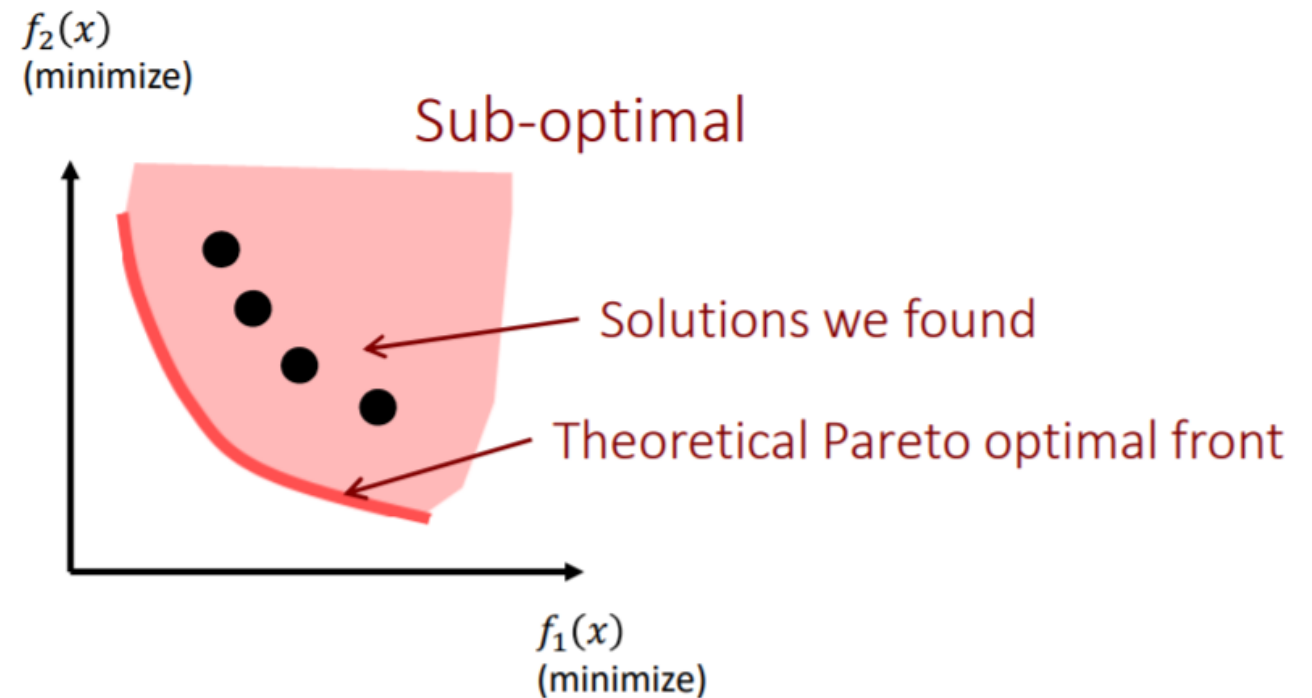 f₂(x)
(minimize)
Sub-optimal
Solutions we found
Theoretical Pareto optimal front
f₁(x)
(minimize)